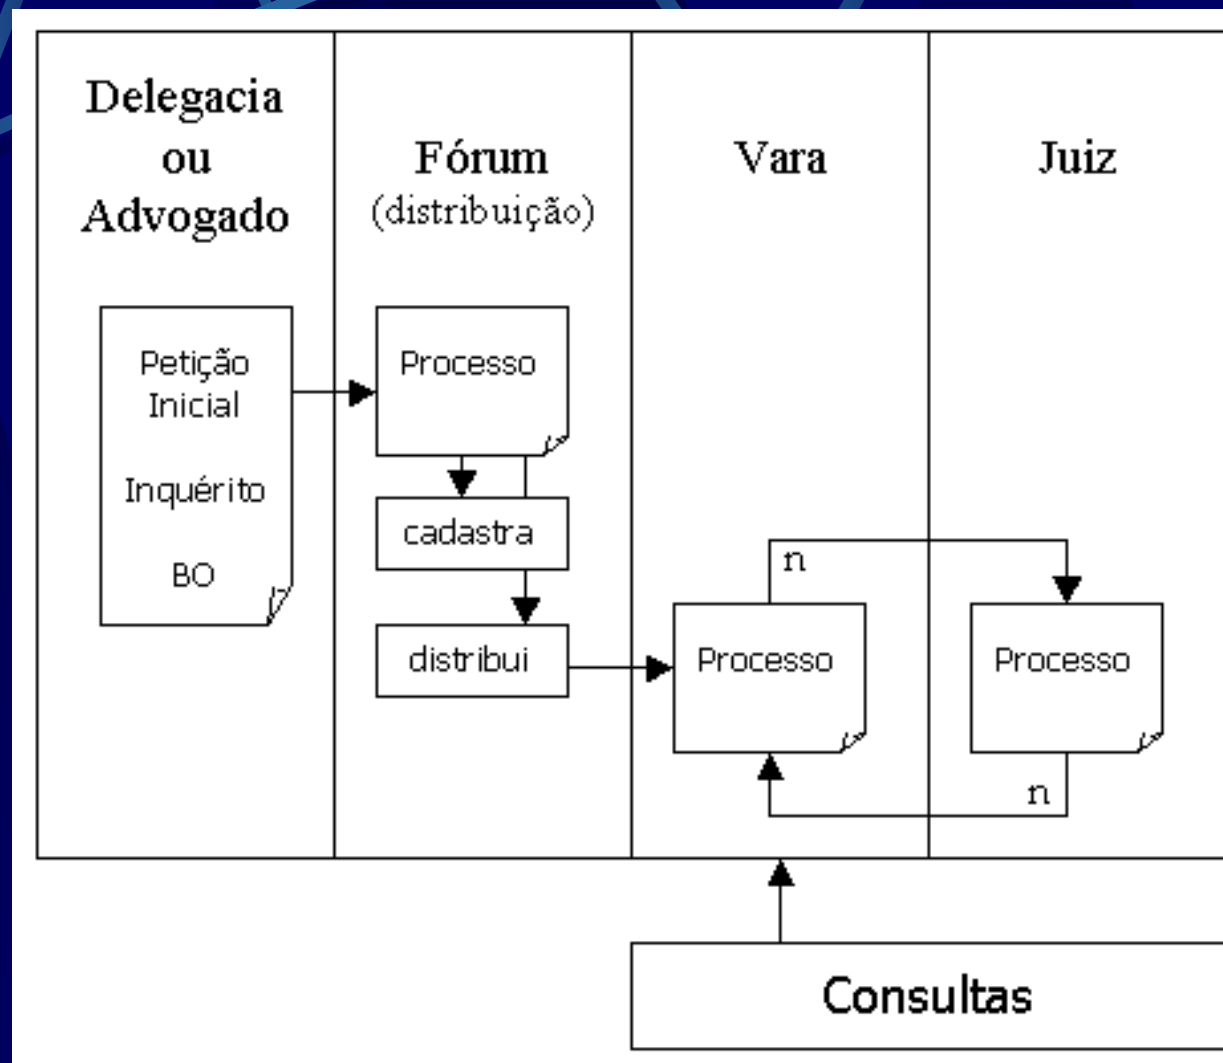 Delegacia
ou
Advogado
Fórum
(distribuição)
Vara
Juiz
Petição
Inicial
Inquérito
BO
Processo
cadastra
distribui
n
Processo
Processo
n
Consultas